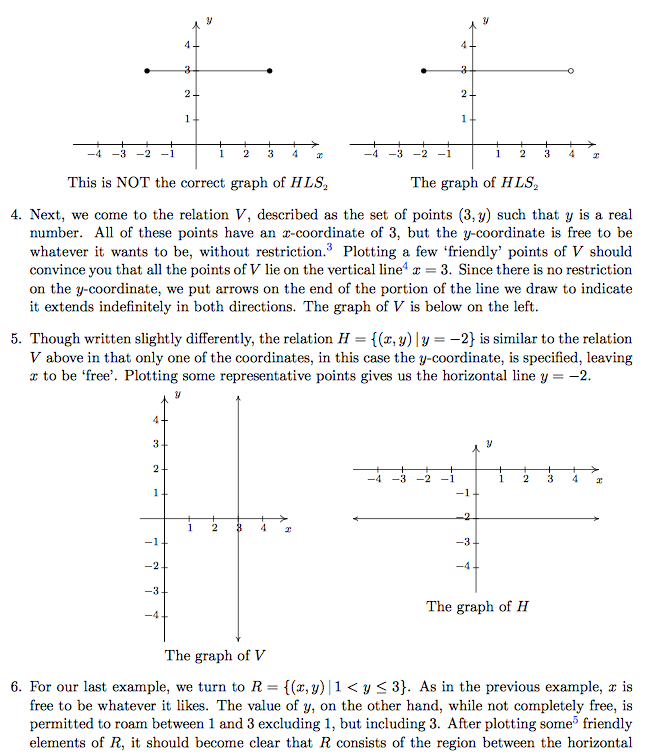 y
4
3
2
1
−4 −3 −2 −1 1 2 3 4 x
This is NOT the correct graph of HLS₂
y
4
3
2
1
−4 −3 −2 −1 1 2 3 4 x
The graph of HLS₂
4. Next, we come to the relation V, described as the set of points (3, y) such that y is a real
number. All of these points have an x-coordinate of 3, but the y-coordinate is free to be
whatever it wants to be, without restriction.³ Plotting a few ‘friendly’ points of V should
convince you that all the points of V lie on the vertical line⁴ x = 3. Since there is no restriction
on the y-coordinate, we put arrows on the end of the portion of the line we draw to indicate
it extends indefinitely in both directions. The graph of V is below on the left.
5. Though written slightly differently, the relation H = {(x, y) | y = −2} is similar to the relation
V above in that only one of the coordinates, in this case the y-coordinate, is specified, leaving
x to be ‘free’. Plotting some representative points gives us the horizontal line y = −2.
y
4
3
2
1
1 2 3 4 x
−1
−2
−3
−4
The graph of V
y
−4 −3 −2 −1 1 2 3 4 x
−1
−2
−3
−4
The graph of H
6. For our last example, we turn to R = {(x, y) | 1 < y ≤ 3}. As in the previous example, x is
free to be whatever it likes. The value of y, on the other hand, while not completely free, is
permitted to roam between 1 and 3 excluding 1, but including 3. After plotting some⁵ friendly
elements of R, it should become clear that R consists of the region between the horizontal